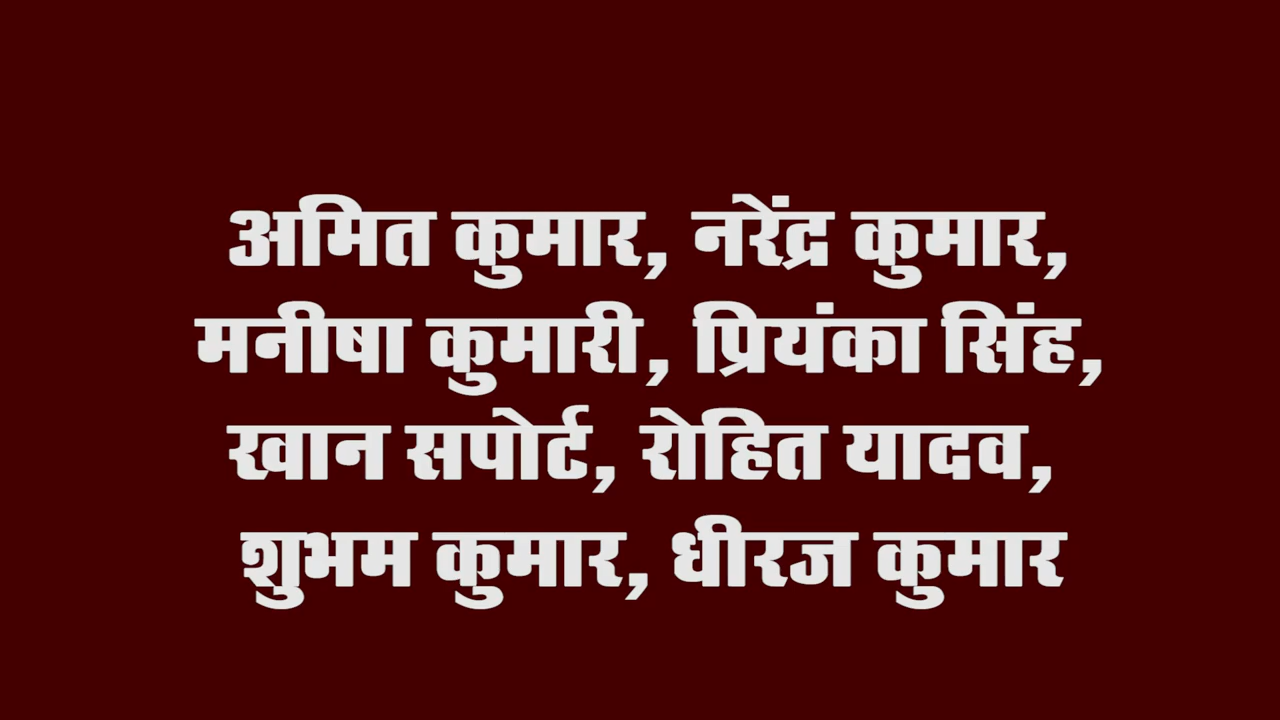 अमित कुमार, नरेंद्र कुमार,
मनीषा कुमारी, प्रियंका सिंह,
खान सपोर्ट, रोहित यादव,
शुभम कुमार, धीरज कुमार